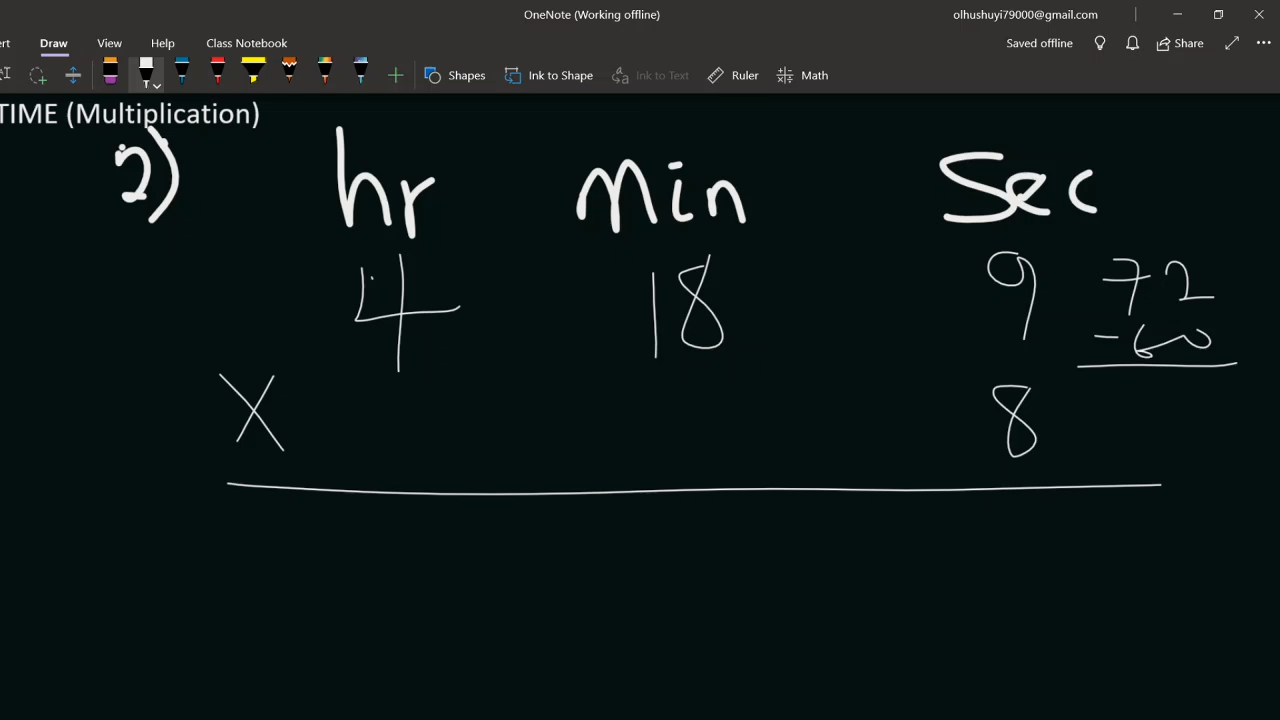 OneNote (Working offline) olhushuyi79000@gmail.com
rt Draw View Help Class Notebook Saved offline Share
Shapes Ink to Shape Ink to Text Ruler Math
TIME (Multiplication)
2) hr min Sec
4 18 9 72
-60
X 8